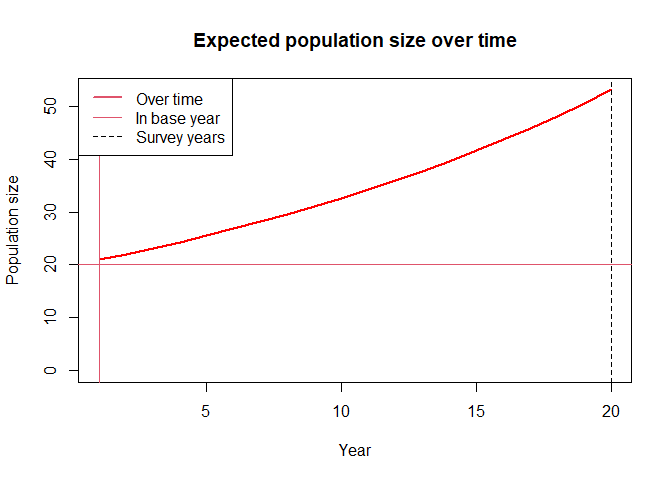 Expected population size over time
Over time
In base year
Survey years
Population size
50
40
30
20
10
0
5
10
15
20
Year